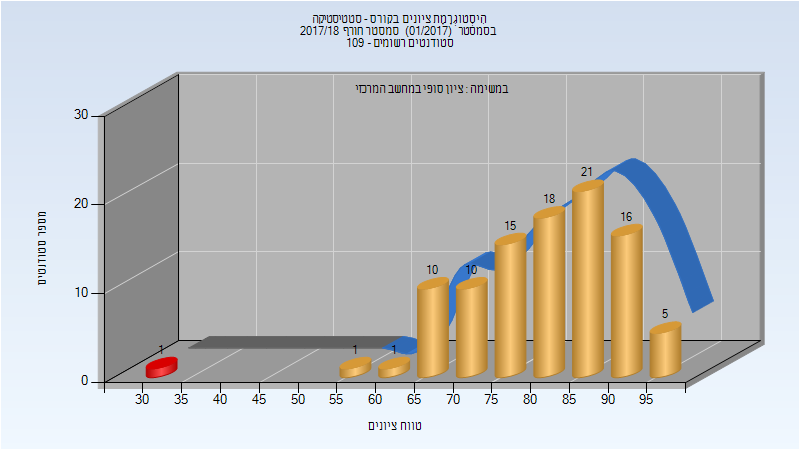 היסטוגרמת ציונים בקורס - סטטיסטיקה
בסמסטר (01/2017) סמסטר חורף 2017/18
סטודנטים רשומים - 109
במשימה : ציון סופי במחשב המרכזי
מספר סטודנטים
30
20
10
0
1
1
1
10
10
15
18
21
16
5
30 35 40 45 50 55 60 65 70 75 80 85 90 95
טווח ציונים